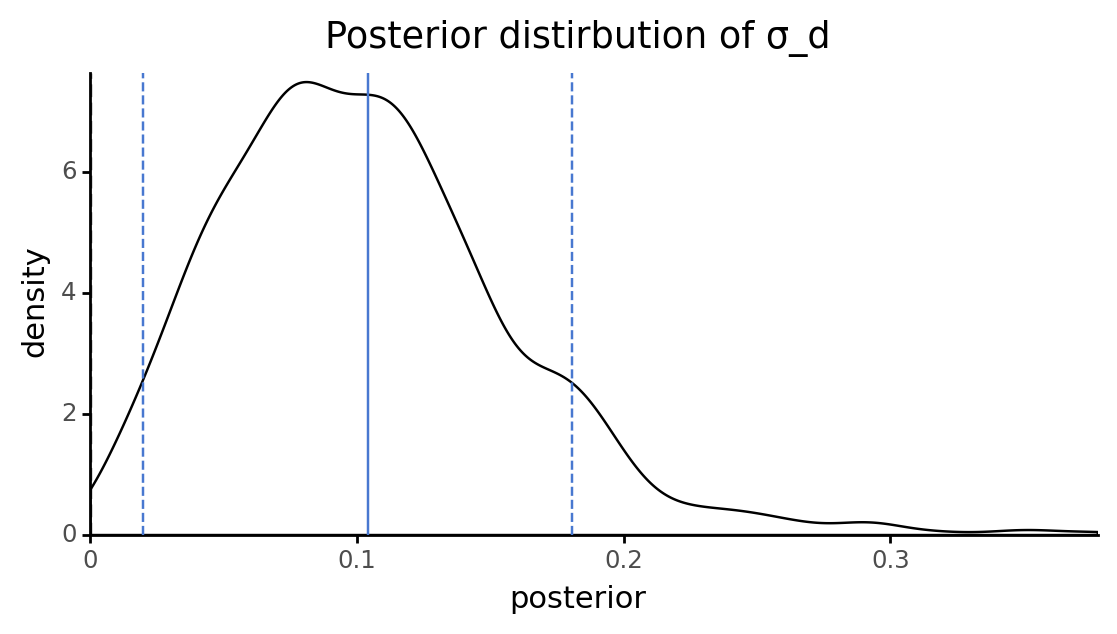 Posterior distirbution of σ_d
density
6
4
2
0
0
0.1
0.2
0.3
posterior